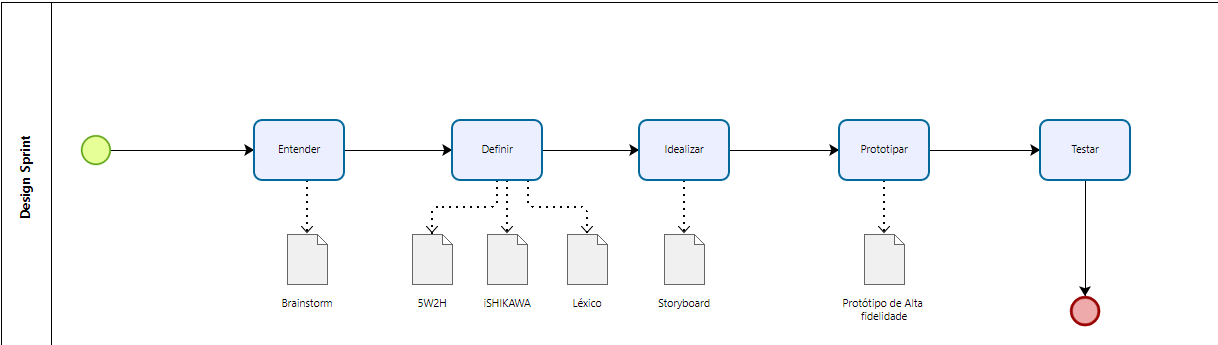 Design Sprint
Entender
Definir
Idealizar
Prototipar
Testar
Brainstorm
5W2H
iSHIKAWA
Léxico
Storyboard
Protótipo de Alta
fidelidade